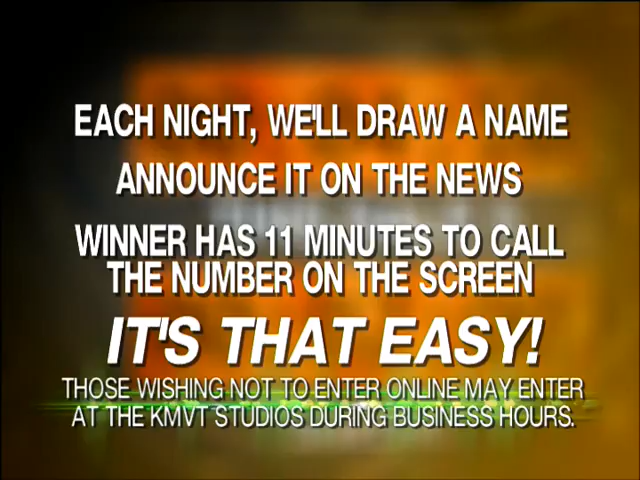 EACH NIGHT, WE'LL DRAW A NAME
ANNOUNCE IT ON THE NEWS
WINNER HAS 11 MINUTES TO CALL
THE NUMBER ON THE SCREEN
IT'S THAT EASY!
THOSE WISHING NOT TO ENTER ONLINE MAY ENTER
AT THE KMVT STUDIOS DURING BUSINESS HOURS.